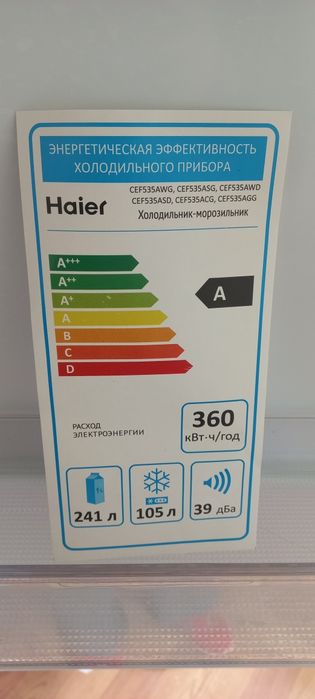 ЭНЕРГЕТИЧЕСКАЯ ЭФФЕКТИВНОСТЬ
ХОЛОДИЛЬНОГО ПРИБОРА
Haier
CEF535AWG, CEF535ASG, CEF535AWD
CEF535ASD, CEF535ACG, CEF535AGG
Холодильник-морозильник
A+++
A++
A+
A
B
C
D
A
РАСХОД
ЭЛЕКТРОЭНЕРГИИ
360
кВт·ч/год
241 л
105 л
39 дБа